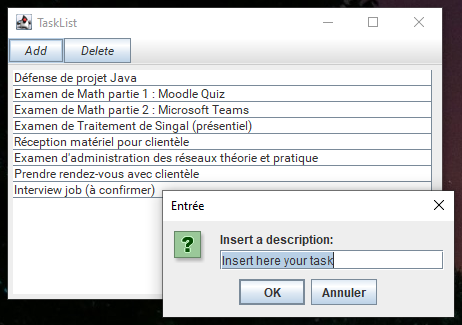 TaskList
Add Delete
Défense de projet Java
Examen de Math partie 1 : Moodle Quiz
Examen de Math partie 2 : Microsoft Teams
Examen de Traitement de Singal (présentiel)
Réception matériel pour clientèle
Examen d'administration des réseaux théorie et pratique
Prendre rendez-vous avec clientèle
Interview job (à confirmer)
Entrée
Insert a description:
Insert here your task
OK Annuler